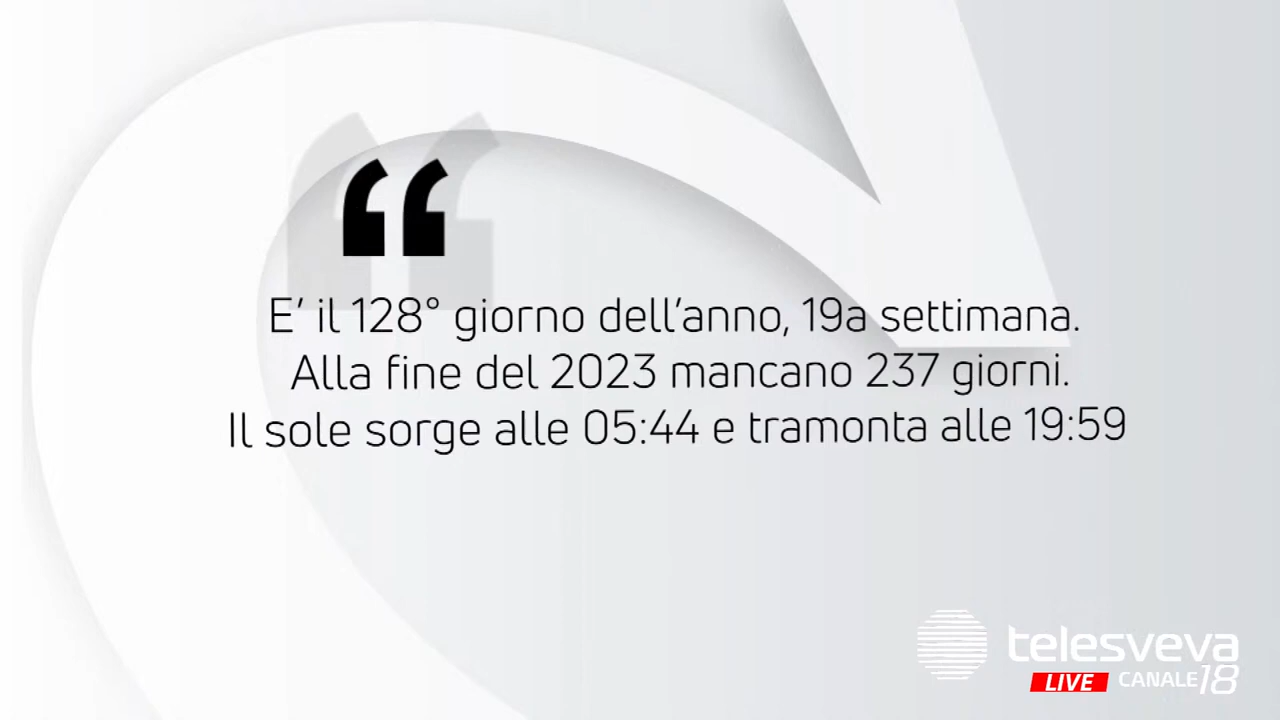 “
E’ il 128° giorno dell’anno, 19a settimana.
Alla fine del 2023 mancano 237 giorni.
Il sole sorge alle 05:44 e tramonta alle 19:59
telesveva
LIVE CANALE 18